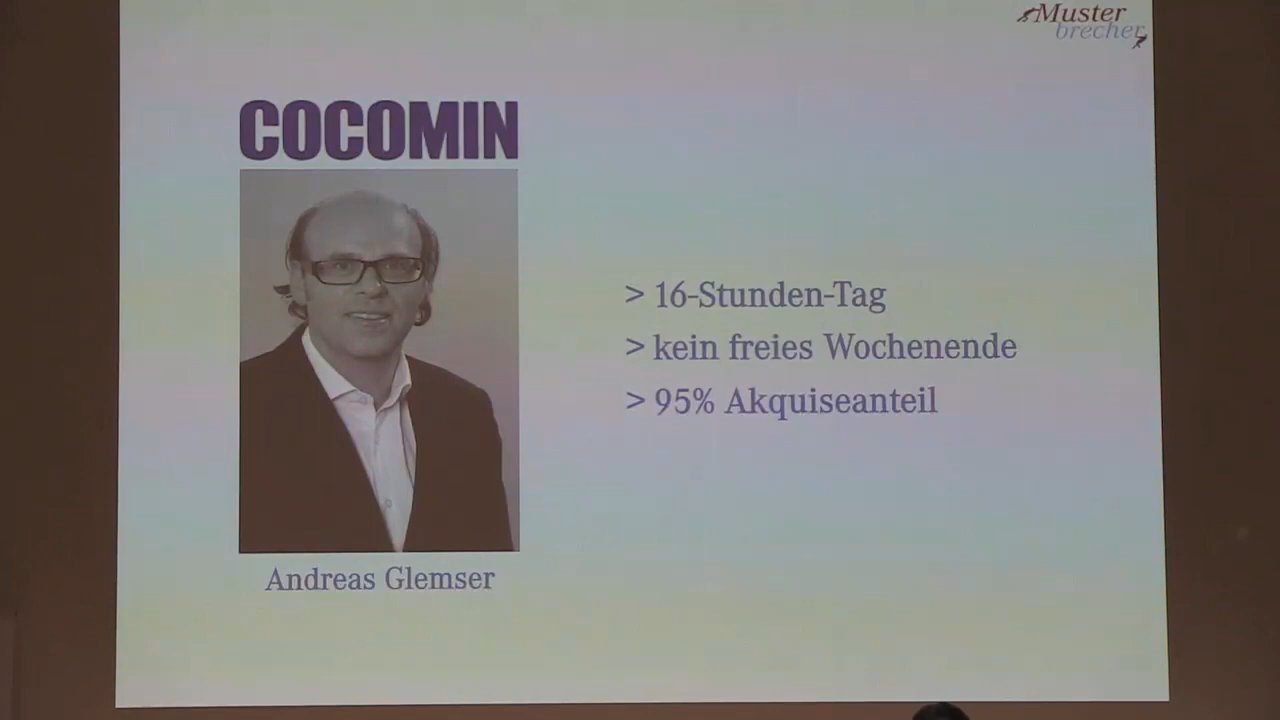 Muster
brecher
COCOMIN
> 16-Stunden-Tag
> kein freies Wochenende
> 95% Akquiseanteil
Andreas Glemser